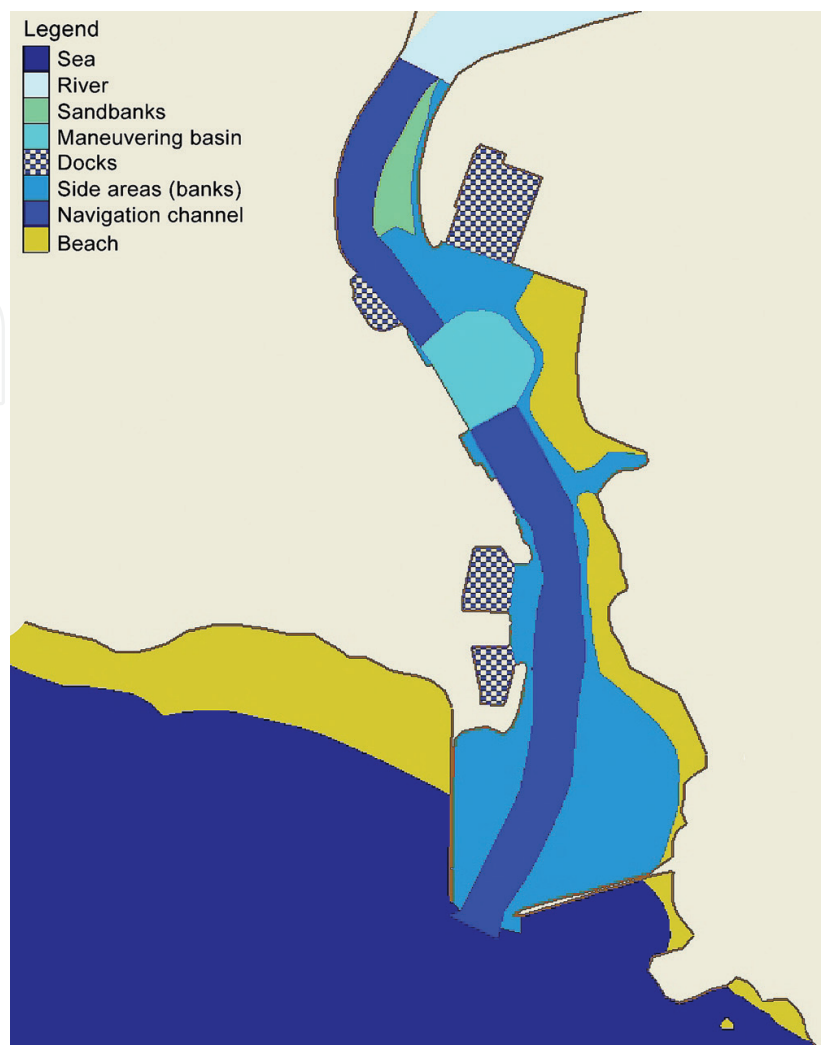 Legend
Sea
River
Sandbanks
Maneuvering basin
Docks
Side areas (banks)
Navigation channel
Beach